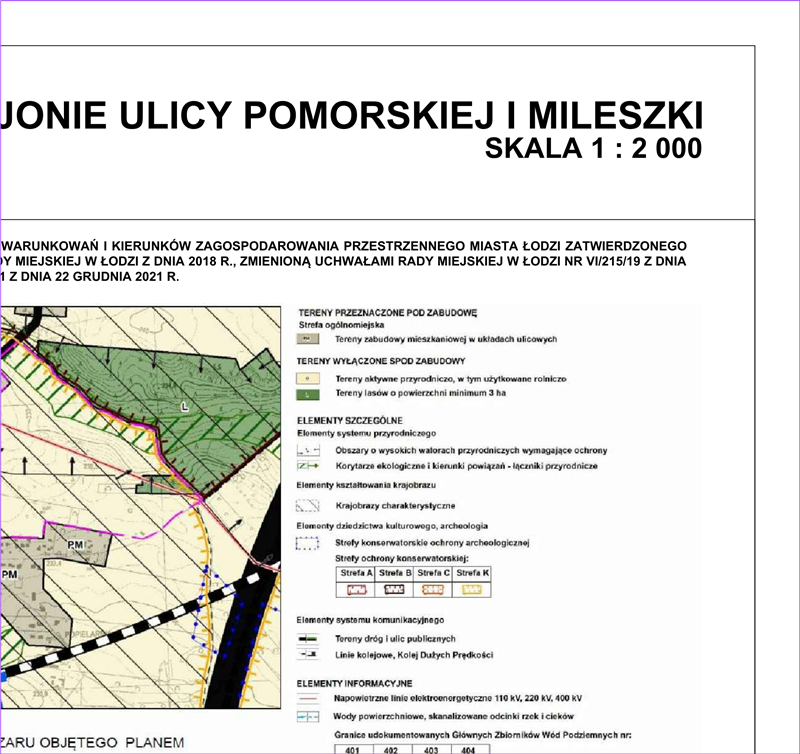 JONIE ULICY POMORSKIEJ I MILESZKI
SKALA 1 : 2 000
WARUNKOWAŃ I KIERUNKÓW ZAGOSPODAROWANIA PRZESTRZENNEGO MIASTA ŁODZI ZATWIERDZONEGO
DY MIEJSKIEJ W ŁODZI Z DNIA 2018 R., ZMIENIONĄ UCHWAŁAMI RADY MIEJSKIEJ W ŁODZI NR VI/215/19 Z DNIA
1 Z DNIA 22 GRUDNIA 2021 R.
L
PM
PM
ZARU OBJĘTEGO PLANEM
TERENY PRZEZNACZONE POD ZABUDOWĘ
Strefa ogólnomiejska
Tereny zabudowy mieszkaniowej w układach ulicowych
TERENY WYŁĄCZONE SPOD ZABUDOWY
Tereny aktywne przyrodniczo, w tym użytkowane rolniczo
L Tereny lasów o powierzchni minimum 3 ha
ELEMENTY SZCZEGÓLNE
Elementy systemu przyrodniczego
Obszary o wysokich walorach przyrodniczych wymagające ochrony
Korytarze ekologiczne i kierunki powiązań - łączniki przyrodnicze
Elementy kształtowania krajobrazu
Krajobrazy charakterystyczne
Elementy dziedzictwa kulturowego, archeologia
Strefy konserwatorskie ochrony archeologicznej
Strefy ochrony konserwatorskiej:
Strefa A Strefa B Strefa C Strefa K
Elementy systemu komunikacyjnego
Tereny dróg i ulic publicznych
Linie kolejowe, Kolej Dużych Prędkości
ELEMENTY INFORMACYJNE
Napowietrzne linie elektroenergetyczne 110 kV, 220 kV, 400 kV
Wody powierzchniowe, skanalizowane odcinki rzek i cieków
Granice udokumentowanych Głównych Zbiorników Wód Podziemnych nr:
401 402 403 404